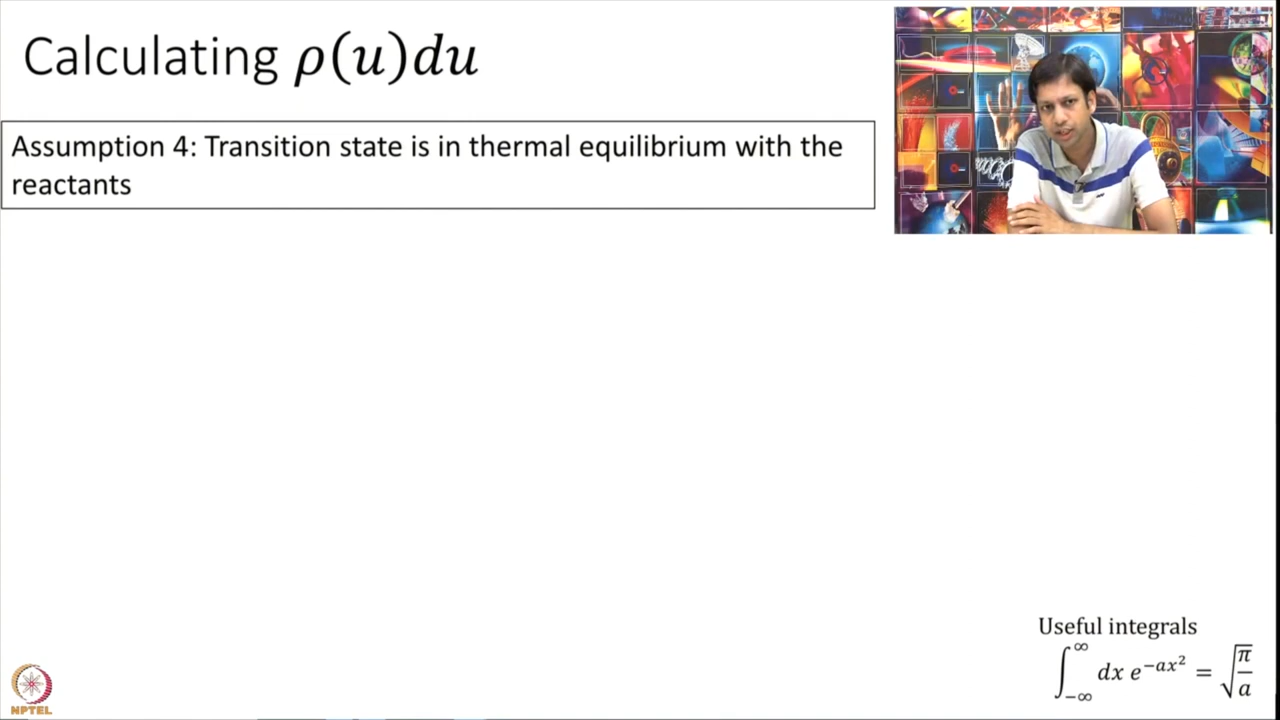 Calculating ρ(u)du
Assumption 4: Transition state is in thermal equilibrium with the
reactants
Useful integrals
∫_{-∞}^{∞} dx e^{-ax²} = √(π/a)
NPTEL